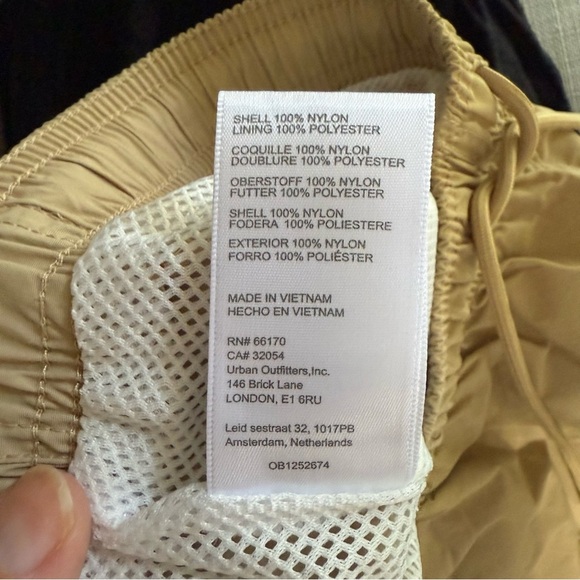 SHELL 100% NYLON
LINING 100% POLYESTER
COQUILLE 100% NYLON
DOUBLURE 100% POLYESTER
OBERSTOFF 100% NYLON
FUTTER 100% POLYESTER
SHELL 100% NYLON
FODERA 100% POLIESTERE
EXTERIOR 100% NYLON
FORRO 100% POLIÉSTER
MADE IN VIETNAM
HECHO EN VIETNAM
RN# 66170
CA# 32054
Urban Outfitters,Inc.
146 Brick Lane
LONDON, E1 6RU
Leid sestraat 32, 1017PB
Amsterdam, Netherlands
OB1252674